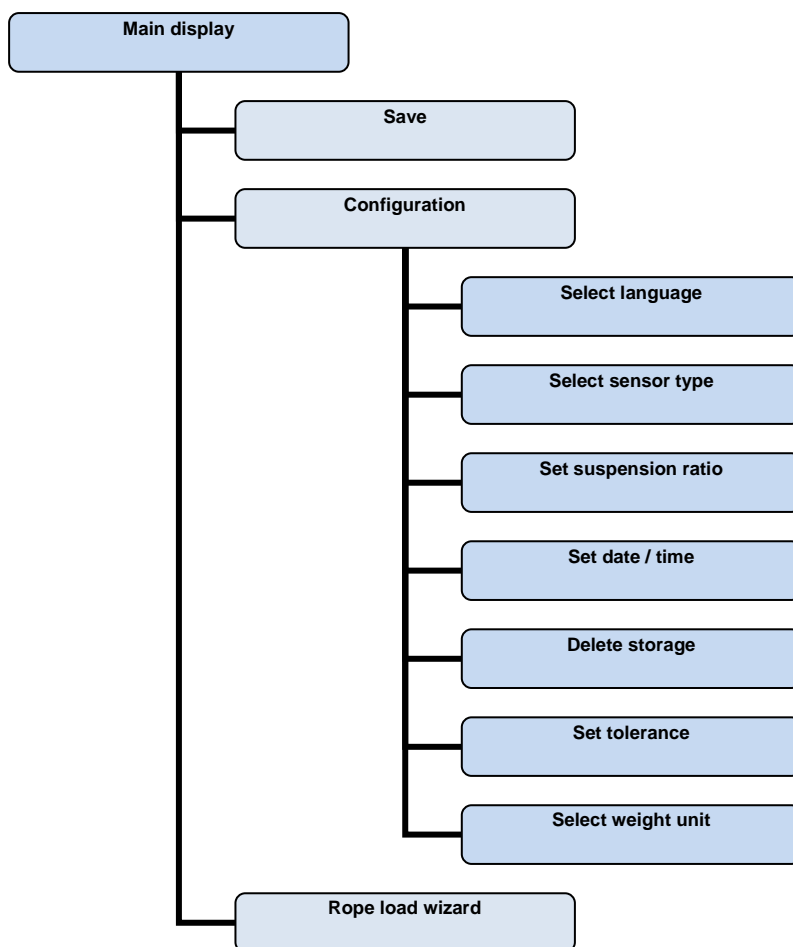 Main display
Save
Configuration
Select language
Select sensor type
Set suspension ratio
Set date / time
Delete storage
Set tolerance
Select weight unit
Rope load wizard